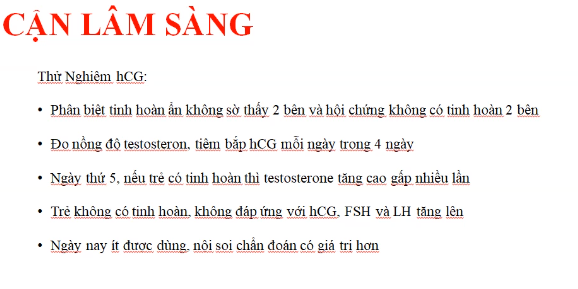 CẬN LÂM SÀNG
Thử Nghiệm hCG:
• Phân biệt tinh hoàn ẩn không sờ thấy 2 bên và hội chứng không có tinh hoàn 2 bên
• Đo nồng độ testosteron, tiêm bắp hCG mỗi ngày trong 4 ngày
• Ngày thứ 5, nếu trẻ có tinh hoàn thì testosterone tăng cao gấp nhiều lần
• Trẻ không có tinh hoàn, không đáp ứng với hCG, FSH và LH tăng lên
• Ngày nay ít được dùng, nội soi chẩn đoán có giá trị hơn